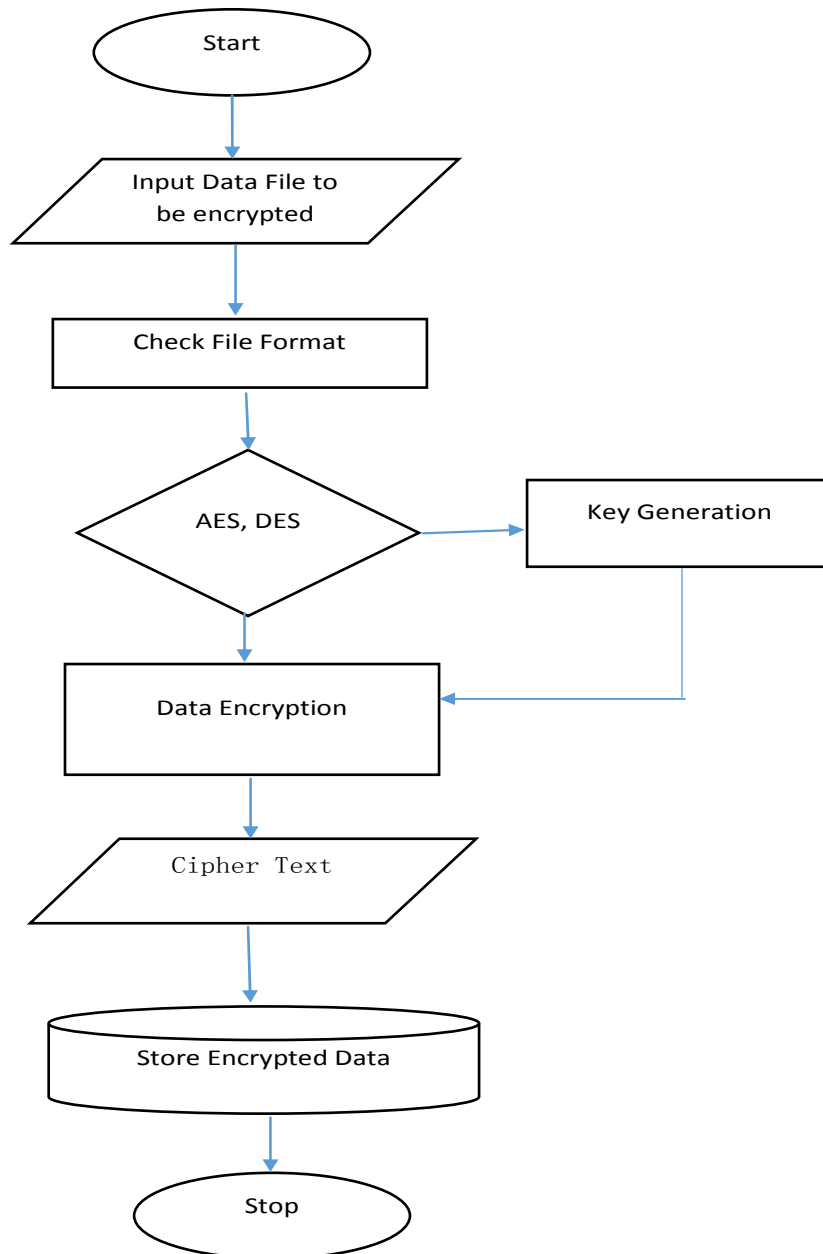 Start
Input Data File to
be encrypted
Check File Format
AES, DES
Key Generation
Data Encryption
Cipher Text
Store Encrypted Data
Stop